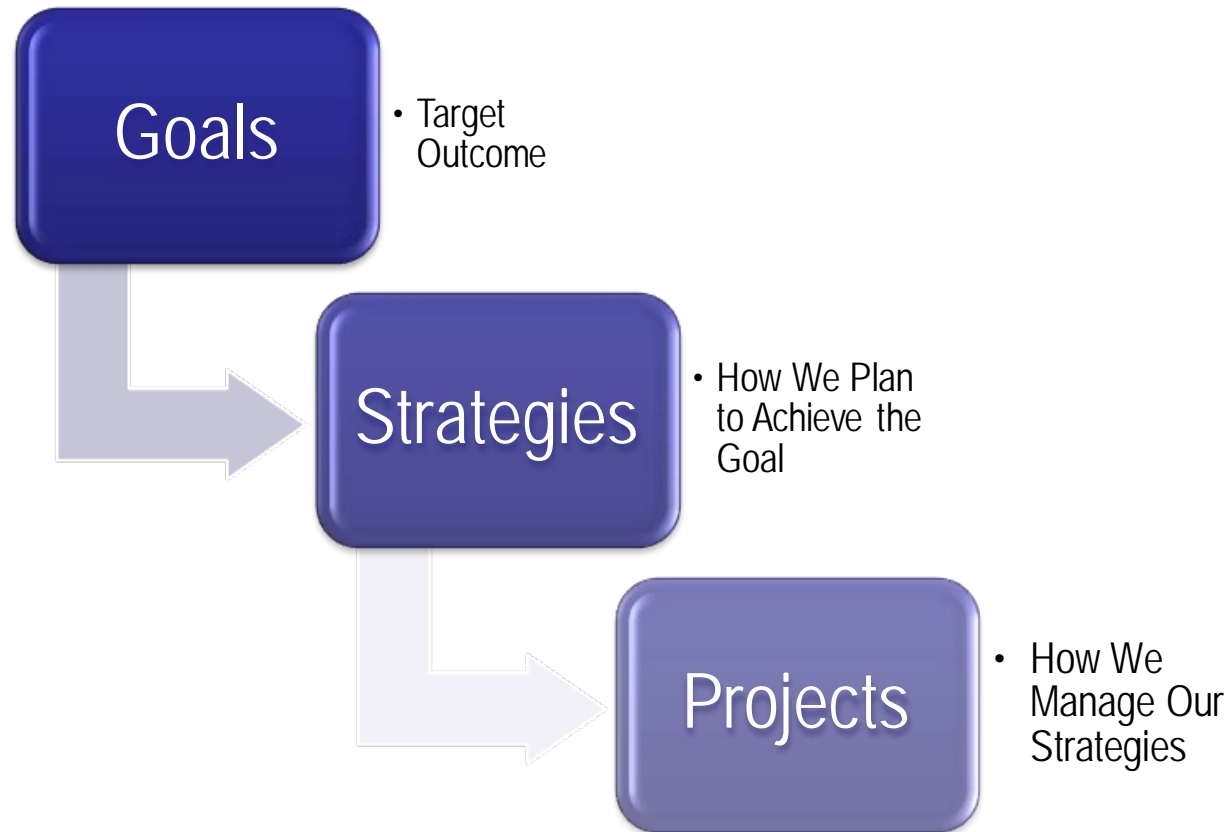 Goals
• Target
Outcome
Strategies
• How We Plan
to Achieve the
Goal
Projects
• How We
Manage Our
Strategies